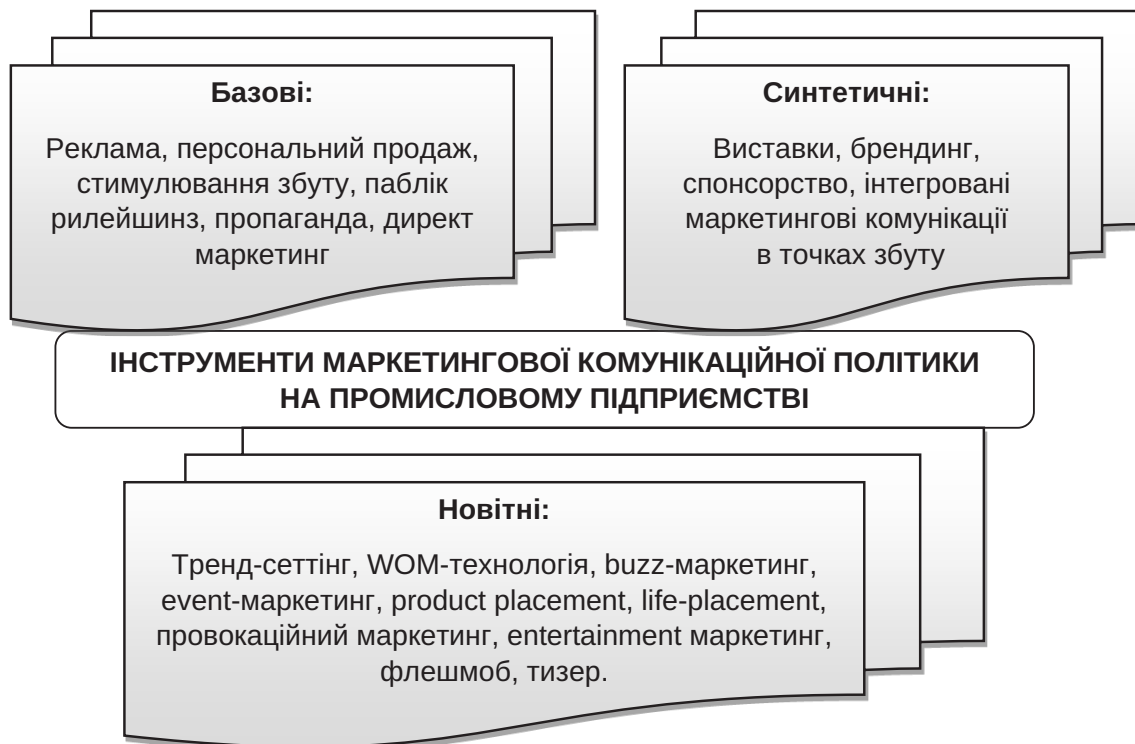 Базові:
Реклама, персональний продаж,
стимулювання збуту, паблік
рилейшинз, пропаганда, директ
маркетинг
Синтетичні:
Виставки, брендинг,
спонсорство, інтегровані
маркетингові комунікації
в точках збуту
ІНСТРУМЕНТИ МАРКЕТИНГОВОЇ КОМУНІКАЦІЙНОЇ ПОЛІТИКИ
НА ПРОМИСЛОВОМУ ПІДПРИЄМСТВІ
Новітні:
Тренд-сеттінг, WOM-технологія, buzz-маркетинг,
event-маркетинг, product placement, life-placement,
провокаційний маркетинг, entertainment маркетинг,
флешмоб, тизер.